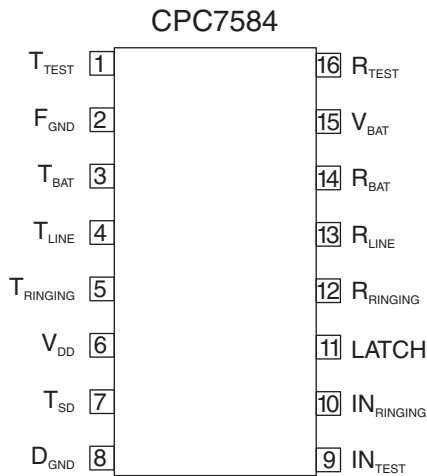 CPC7584
T_TEST 1 16 R_TEST
F_GND 2 15 V_BAT
T_BAT 3 14 R_BAT
T_LINE 4 13 R_LINE
T_RINGING 5 12 R_RINGING
V_DD 6 11 LATCH
T_SD 7 10 IN_RINGING
D_GND 8 9 IN_TEST